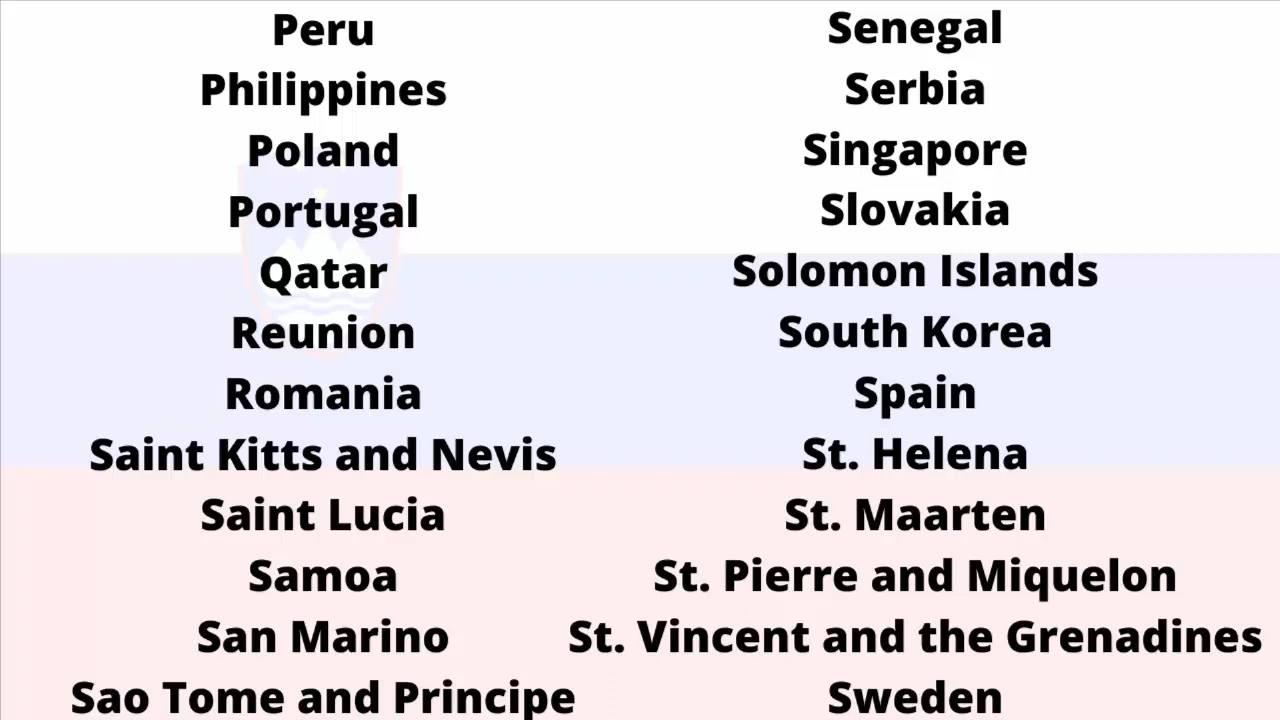 Peru
Philippines
Poland
Portugal
Qatar
Reunion
Romania
Saint Kitts and Nevis
Saint Lucia
Samoa
San Marino
Sao Tome and Principe
Senegal
Serbia
Singapore
Slovakia
Solomon Islands
South Korea
Spain
St. Helena
St. Maarten
St. Pierre and Miquelon
St. Vincent and the Grenadines
Sweden